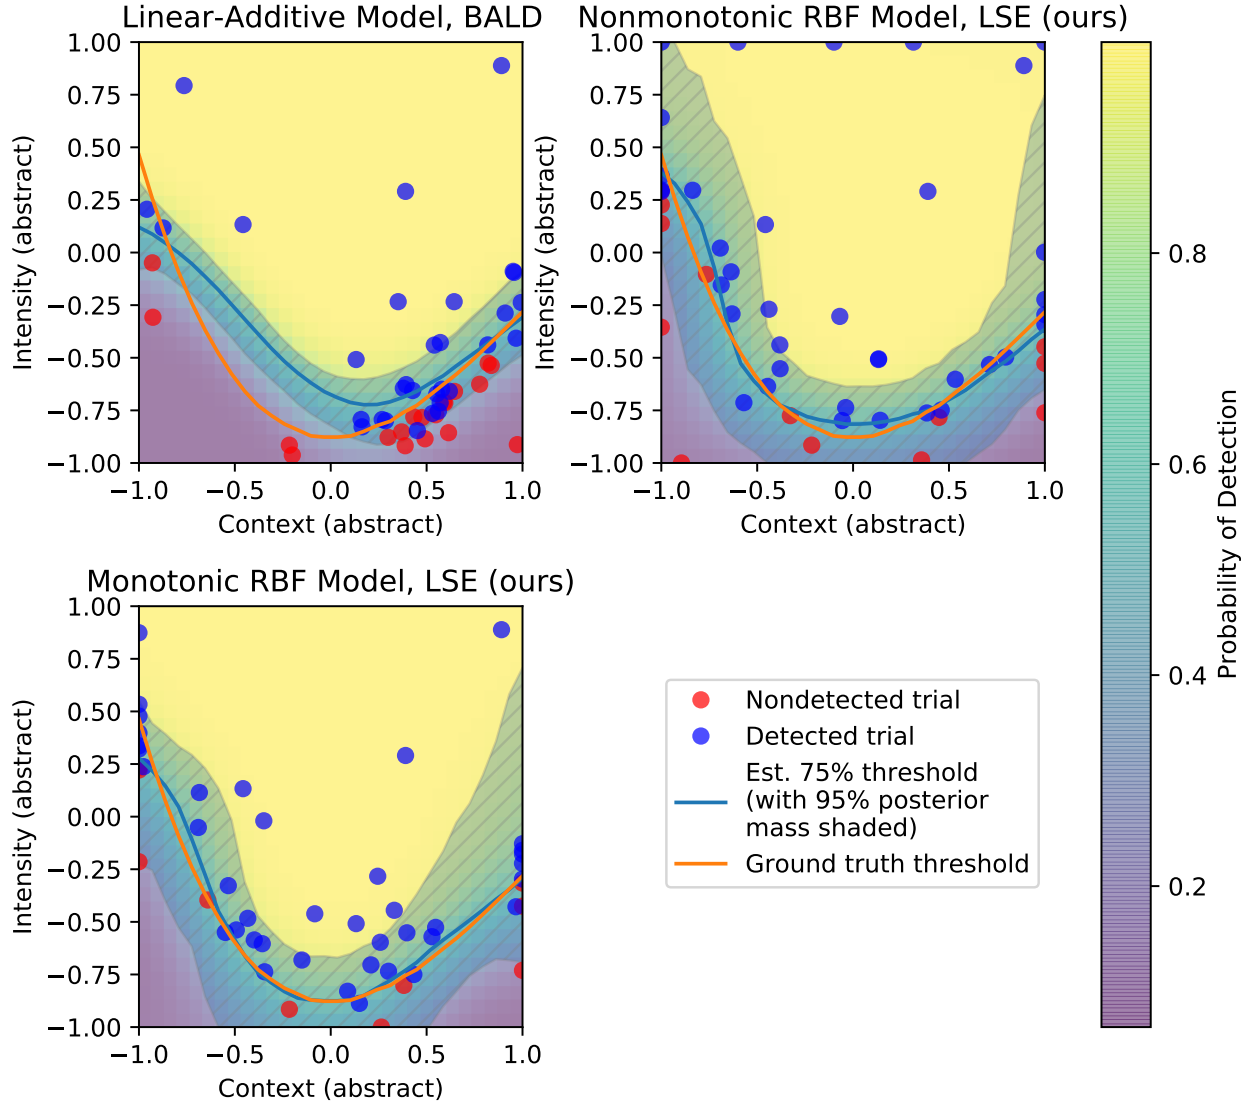 Linear-Additive Model, BALD
1.00
0.75
0.50
0.25
0.00
−0.25
−0.50
−0.75
−1.00
Intensity (abstract)
−1.0 −0.5 0.0 0.5 1.0
Context (abstract)
Nonmonotonic RBF Model, LSE (ours)
1.00
0.75
0.50
0.25
0.00
−0.25
−0.50
−0.75
−1.00
Intensity (abstract)
−1.0 −0.5 0.0 0.5 1.0
Context (abstract)
Monotonic RBF Model, LSE (ours)
1.00
0.75
0.50
0.25
0.00
−0.25
−0.50
−0.75
−1.00
Intensity (abstract)
−1.0 −0.5 0.0 0.5 1.0
Context (abstract)
Nondetected trial
Detected trial
Est. 75% threshold
(with 95% posterior
mass shaded)
Ground truth threshold
0.8
0.6
0.4
0.2
Probability of Detection